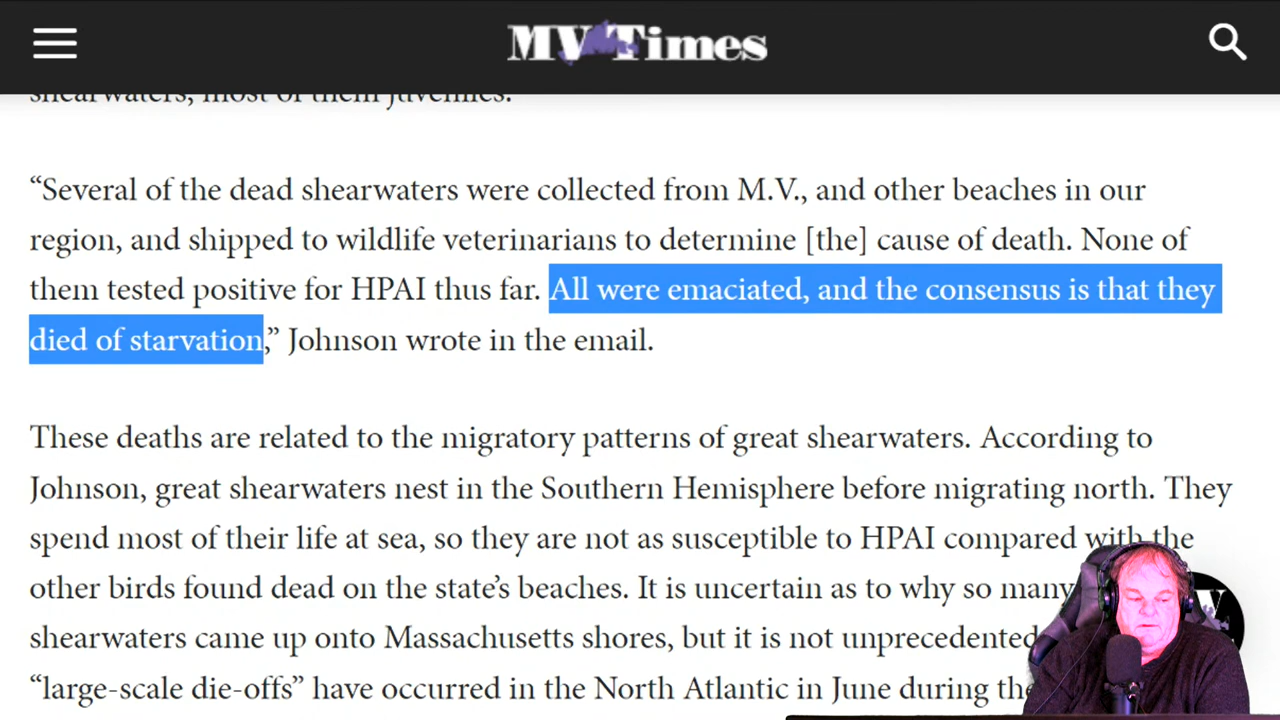 MV Times
shearwaters, most of them juveniles.
“Several of the dead shearwaters were collected from M.V., and other beaches in our
region, and shipped to wildlife veterinarians to determine [the] cause of death. None of
them tested positive for HPAI thus far. All were emaciated, and the consensus is that they
died of starvation,” Johnson wrote in the email.
These deaths are related to the migratory patterns of great shearwaters. According to
Johnson, great shearwaters nest in the Southern Hemisphere before migrating north. They
spend most of their life at sea, so they are not as susceptible to HPAI compared with the
other birds found dead on the state’s beaches. It is uncertain as to why so many
shearwaters came up onto Massachusetts shores, but it is not unprecedented
“large-scale die-offs” have occurred in the North Atlantic in June during the